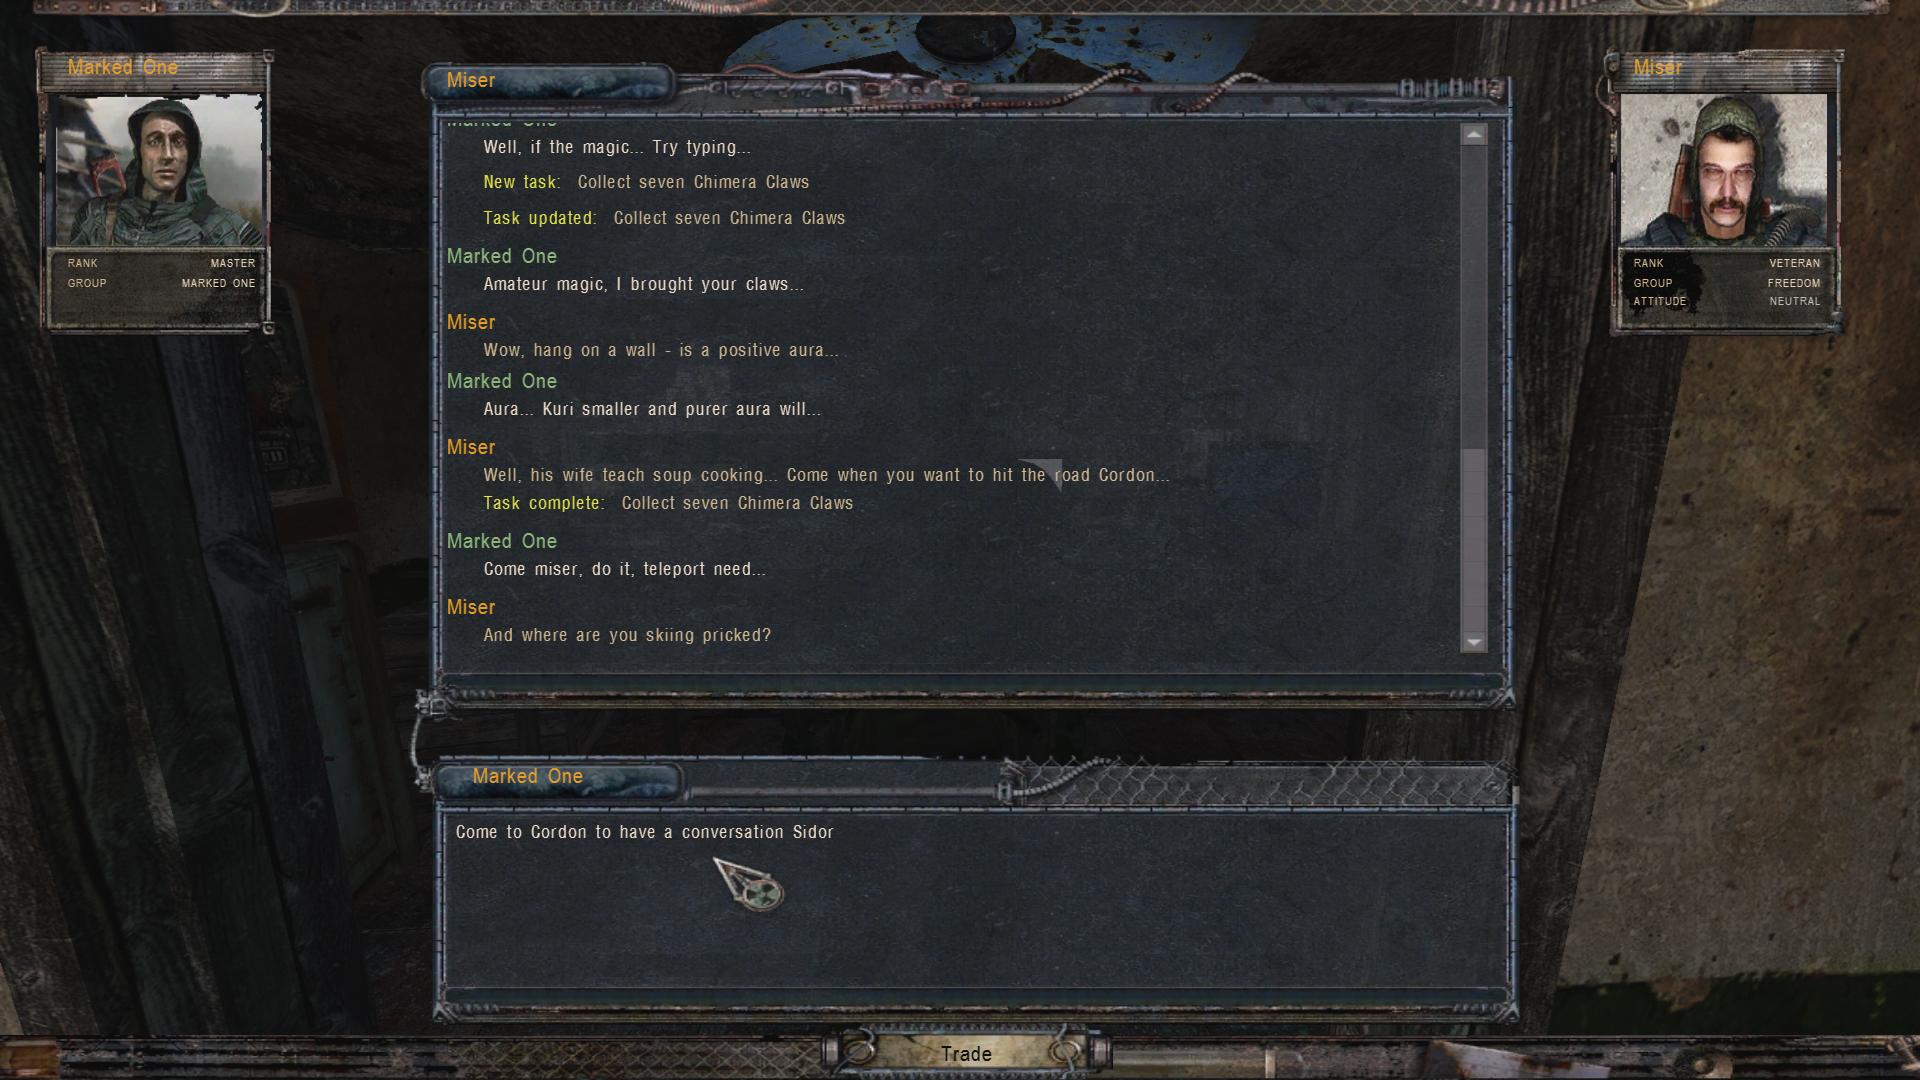 Marked One
RANK MASTER
GROUP MARKED ONE
Miser
Marked One
Well, if the magic... Try typing...
New task: Collect seven Chimera Claws
Task updated: Collect seven Chimera Claws
Marked One
Amateur magic, I brought your claws...
Miser
Wow, hang on a wall - is a positive aura...
Marked One
Aura... Kuri smaller and purer aura will...
Miser
Well, his wife teach soup cooking... Come when you want to hit the road Cordon...
Task complete: Collect seven Chimera Claws
Marked One
Come miser, do it, teleport need...
Miser
And where are you skiing pricked?
Miser
RANK VETERAN
GROUP FREEDOM
ATTITUDE NEUTRAL
Marked One
Come to Cordon to have a conversation Sidor
Trade